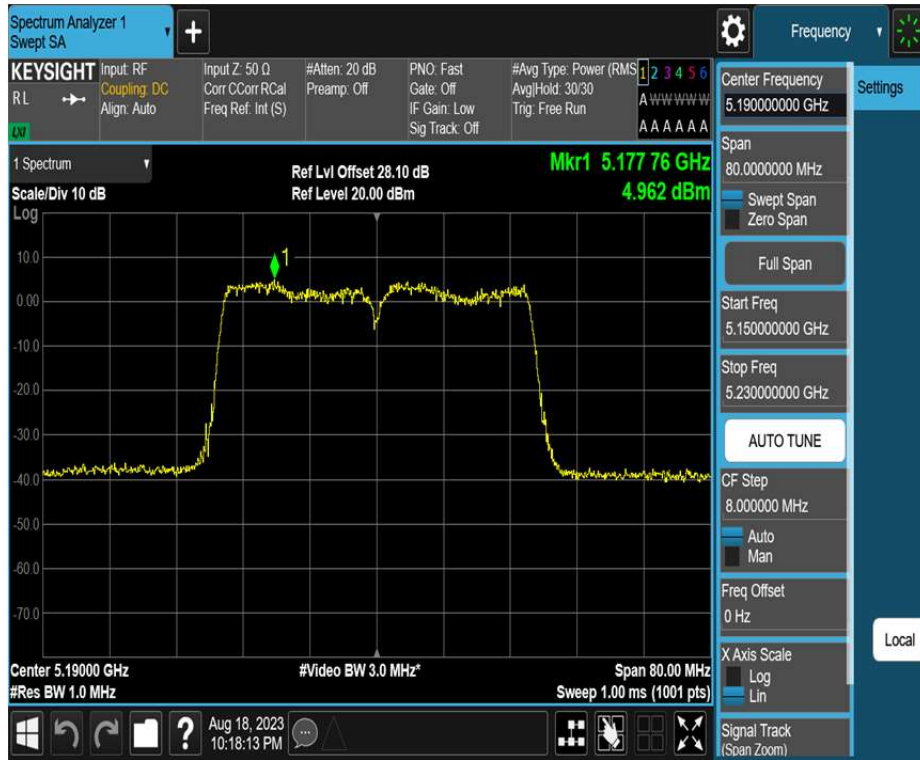 Spectrum Analyzer 1
Swept SA
+
Frequency
KEYSIGHT
R L
LXI
Input: RF
Coupling: DC
Align: Auto
Input Z: 50 Ω
Corr CCorr RCal
Freq Ref: Int (S)
#Atten: 20 dB
Preamp: Off
PNO: Fast
Gate: Off
IF Gain: Low
Sig Track: Off
#Avg Type: Power (RMS
Avg|Hold: 30/30
Trig: Free Run
1 2 3 4 5 6
A W W W W W
A A A A A A
Center Frequency
5.19000000 GHz
Settings
Span
80.0000000 MHz
Swept Span
Zero Span
Full Span
Start Freq
5.150000000 GHz
Stop Freq
5.230000000 GHz
AUTO TUNE
CF Step
8.000000 MHz
Auto
Man
Freq Offset
0 Hz
X Axis Scale
Log
Lin
Signal Track
(Span Zoom)
Local
1 Spectrum
Scale/Div 10 dB
Log
Ref Lvl Offset 28.10 dB
Ref Level 20.00 dBm
Mkr1 5.177 76 GHz
4.962 dBm
10.0
1
0.00
-10.0
-20.0
-30.0
-40.0
-50.0
-60.0
-70.0
Center 5.19000 GHz
#Res BW 1.0 MHz
#Video BW 3.0 MHz*
Span 80.00 MHz
Sweep 1.00 ms (1001 pts)
?
Aug 18, 2023
10:18:13 PM